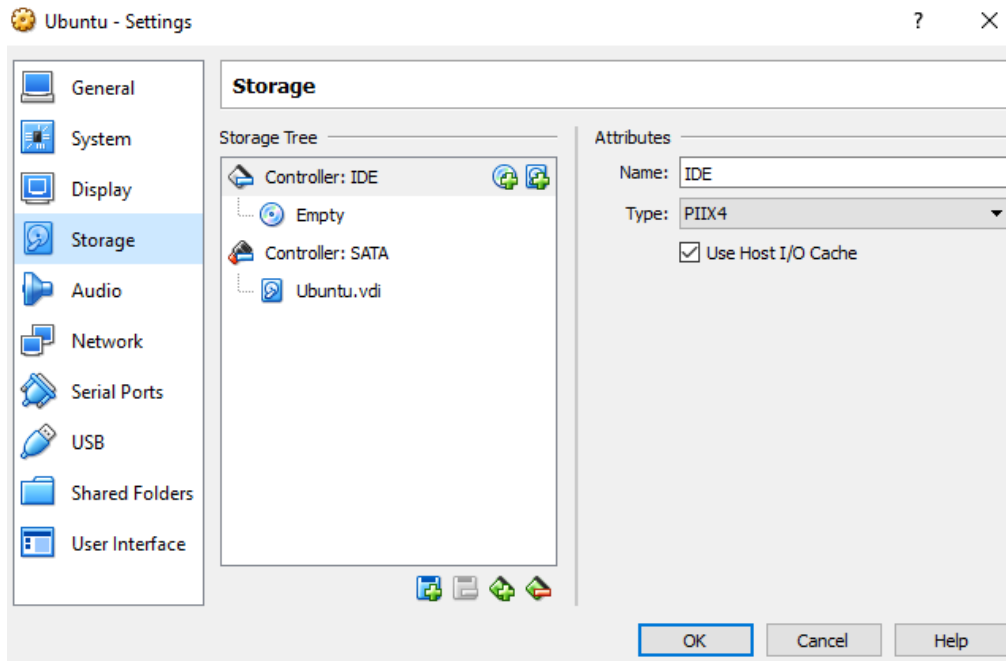 Ubuntu - Settings
?
General
System
Display
Storage
Audio
Network
Serial Ports
USB
Shared Folders
User Interface
Storage
Storage Tree
Controller: IDE
Empty
Controller: SATA
Ubuntu.vdi
Attributes
Name: IDE
Type: PIIX4
Use Host I/O Cache
OK Cancel Help